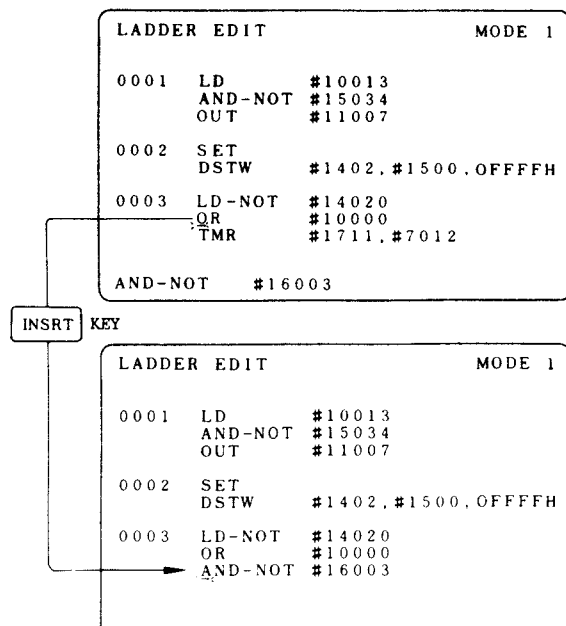 LADDER EDIT MODE 1
0001 LD #10013
AND-NOT #15034
OUT #11007
0002 SET
DSTW #1402,#1500,OFFFFH
0003 LD-NOT #14020
OR #10000
TMR #1711,#7012
AND-NOT #16003
INSRT KEY
LADDER EDIT MODE 1
0001 LD #10013
AND-NOT #15034
OUT #11007
0002 SET
DSTW #1402,#1500,OFFFFH
0003 LD-NOT #14020
OR #10000
AND-NOT #16003